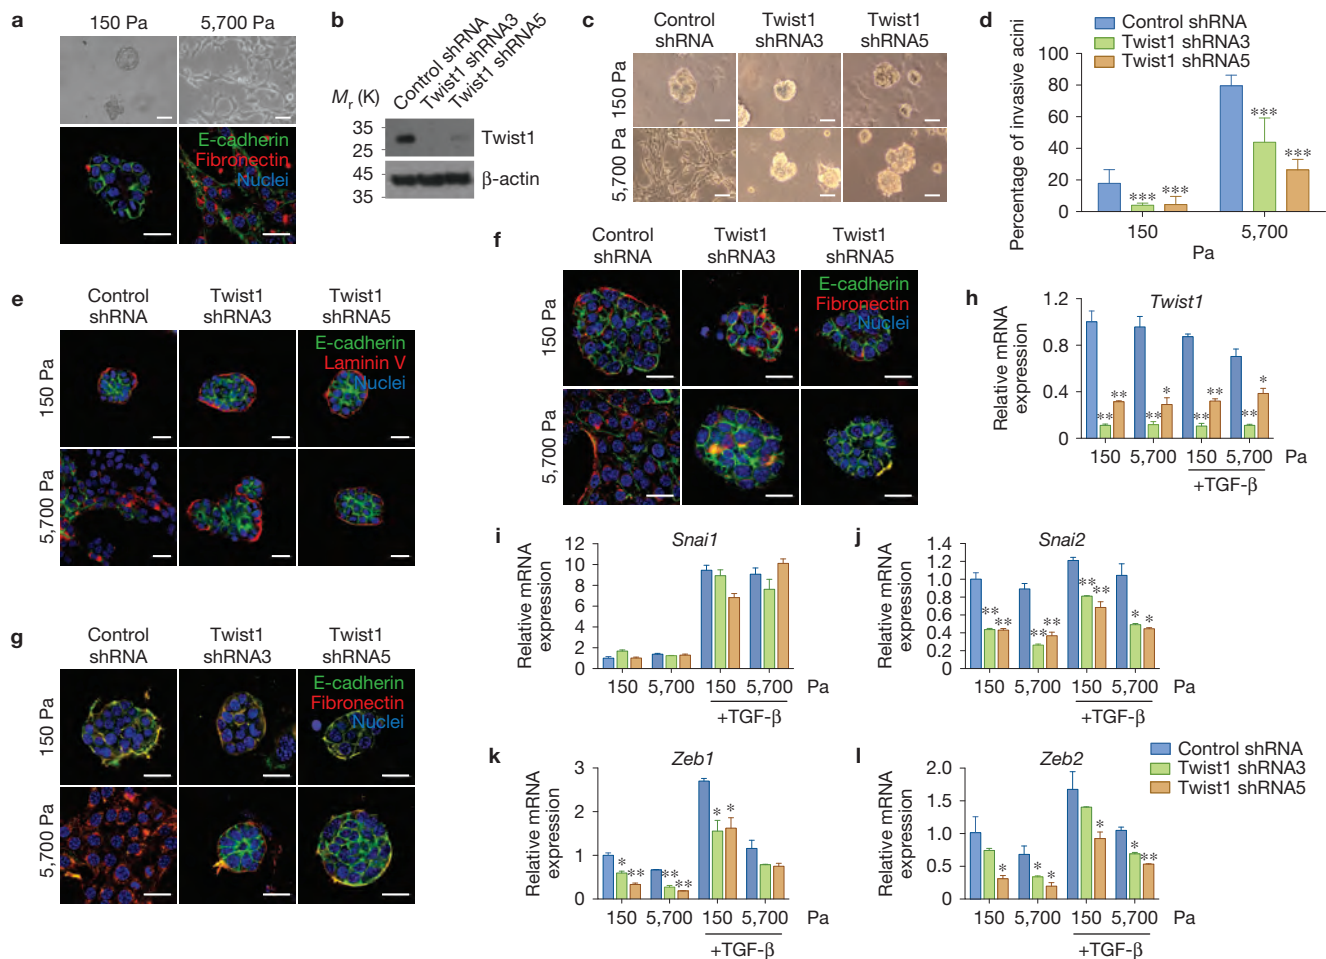 a
150 Pa
5,700 Pa
E-cadherin
Fibronectin
Nuclei
b
Control shRNA
Twist1 shRNA3
Twist1 shRNA5
Mr (K)
35
25
Twist1
45
35
β-actin
c
Control
shRNA
Twist1
shRNA3
Twist1
shRNA5
150 Pa
5,700 Pa
d
Control shRNA
Twist1 shRNA3
Twist1 shRNA5
Percentage of invasive acini
100
80
60
40
20
0
***
***
***
***
150
5,700
Pa
e
Control
shRNA
Twist1
shRNA3
Twist1
shRNA5
E-cadherin
Laminin V
Nuclei
150 Pa
5,700 Pa
f
Control
shRNA
Twist1
shRNA3
Twist1
shRNA5
E-cadherin
Fibronectin
Nuclei
150 Pa
5,700 Pa
g
Control
shRNA
Twist1
shRNA3
Twist1
shRNA5
E-cadherin
Fibronectin
Nuclei
150 Pa
5,700 Pa
h
Twist1
Relative mRNA
expression
1.2
0.8
0.4
0
**
**
**
*
**
**
**
*
150
5,700
150
5,700
Pa
+TGF-β
i
Snai1
Relative mRNA
expression
12
10
8
6
4
2
0
150
5,700
150
5,700
Pa
+TGF-β
j
Snai2
Relative mRNA
expression
1.4
1.2
1.0
0.8
0.6
0.4
0.2
0
**
**
**
**
**
**
*
*
150
5,700
150
5,700
Pa
+TGF-β
k
Zeb1
Relative mRNA
expression
3
2
1
0
*
**
**
**
*
*
150
5,700
150
5,700
Pa
+TGF-β
l
Zeb2
Relative mRNA
expression
2.0
1.5
1.0
0.5
0
*
*
*
*
*
**
150
5,700
150
5,700
Pa
+TGF-β
Control shRNA
Twist1 shRNA3
Twist1 shRNA5